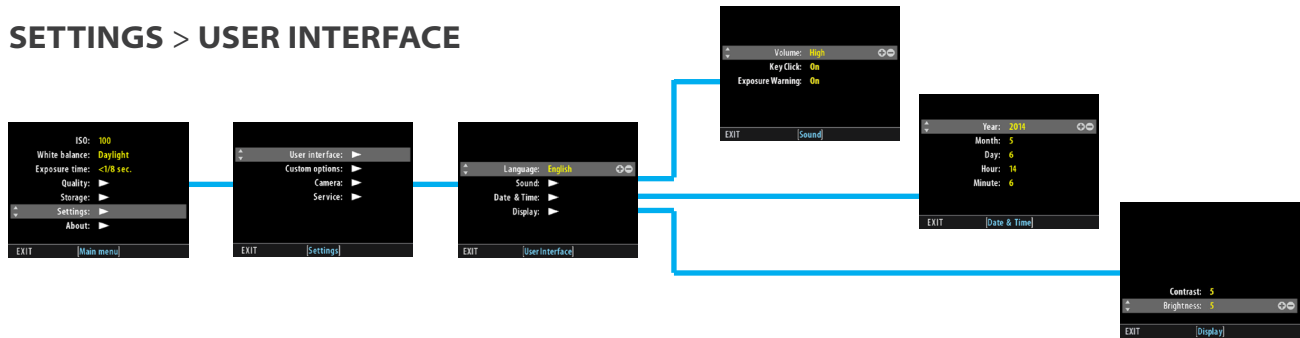 SETTINGS > USER INTERFACE
ISO: 100
White balance: Daylight
Exposure time: <1/8 sec.
Quality:
Storage:
Settings:
About:
EXIT [Main menu]
User interface:
Custom options:
Camera:
Service:
EXIT [Settings]
Language: English
Sound:
Date & Time:
Display:
EXIT [User Interface]
Volume: High
Key Click: On
Exposure Warning: On
EXIT [Sound]
Year: 2014
Month: 5
Day: 6
Hour: 14
Minute: 6
EXIT [Date & Time]
Contrast: 5
Brightness: 5
EXIT [Display]